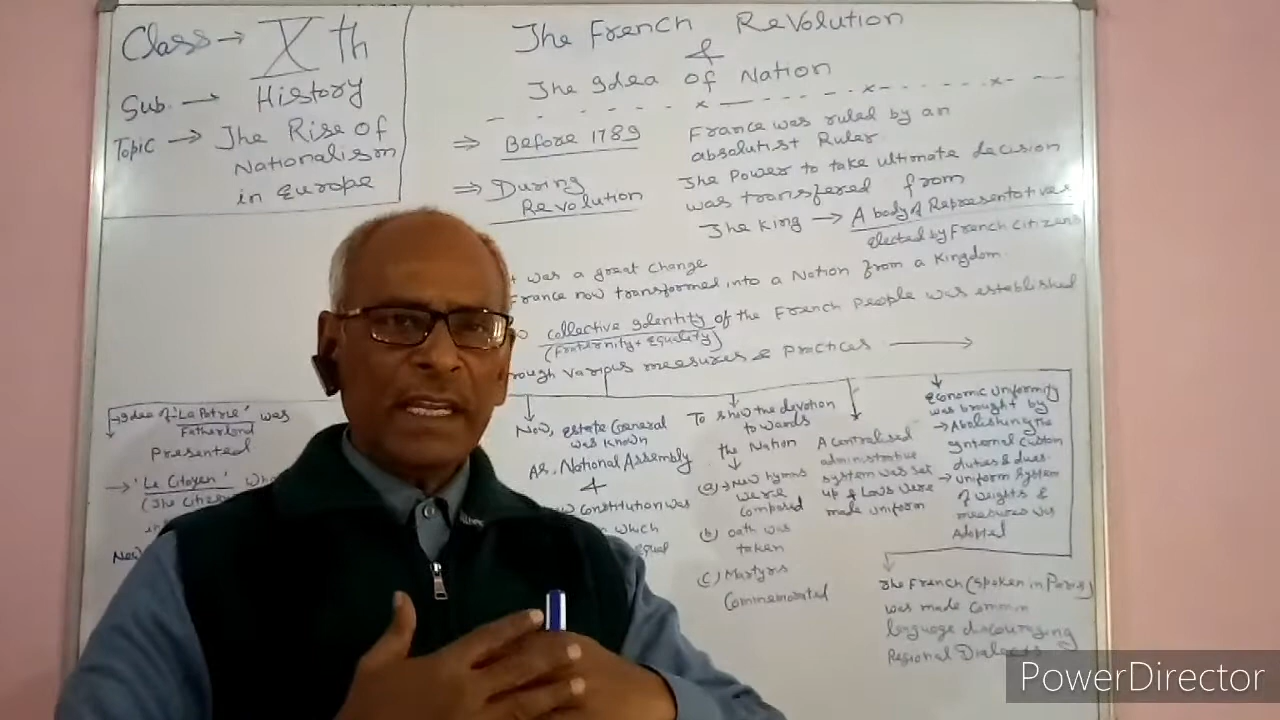 Class → Xth
Sub. → History
Topic → The Rise of
Nationalism
in Europe
The French Revolution
&
The Idea of Nation
⇒ Before 1789
France was ruled by an
absolutist Ruler.
⇒ During
Revolution
The Power to take ultimate decision
was transfered from
The King → A body of Representatives
elected by French citizens
was a great change
France now transformed into a Nation from a Kingdom.
collective Identity of the French People was established
(Fraternity + Equality)
rough various measures & Practices →
→ Idea of 'La Patrie' was
Fatherland
Presented
→ 'Le Citoyen'
(The Citize
Now
Now, Estate General
was known
As. National Assembly
&
Constitution was
which
equal
To show the devotion
towards
the Nation
(a) → New hymns
were
composed
(b) oath was
taken
(c) Martyrs
Commemorated
A centralised
administrative
system was set
up & Laws were
made uniform
Economic Uniformity
was brought by
→ Abolishing the
Internal Custom
duties & dues.
→ Uniform System
of weights &
measures was
Adopted
The French (spoken in Paris)
was made common
language discouraging
Regional Dialects
PowerDirector